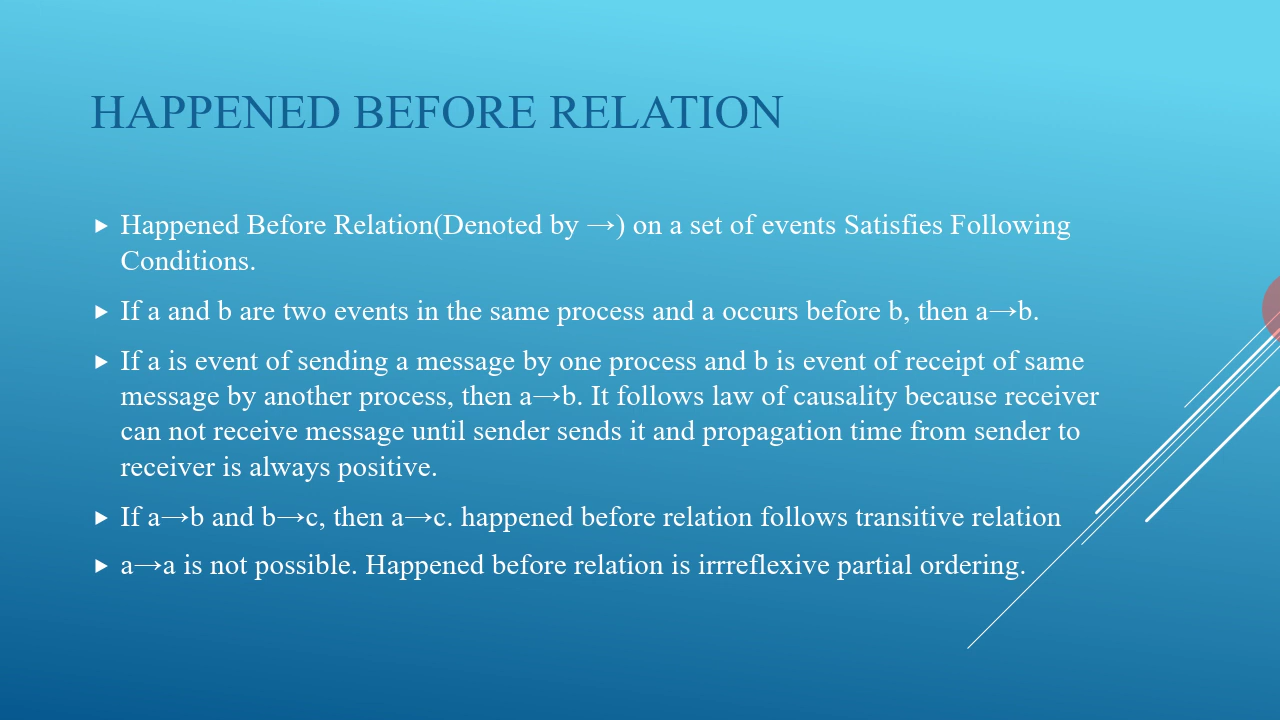 HAPPENED BEFORE RELATION
Happened Before Relation(Denoted by →) on a set of events Satisfies Following
Conditions.
If a and b are two events in the same process and a occurs before b, then a→b.
If a is event of sending a message by one process and b is event of receipt of same
message by another process, then a→b. It follows law of causality because receiver
can not receive message until sender sends it and propagation time from sender to
receiver is always positive.
If a→b and b→c, then a→c. happened before relation follows transitive relation
a→a is not possible. Happened before relation is irrreflexive partial ordering.